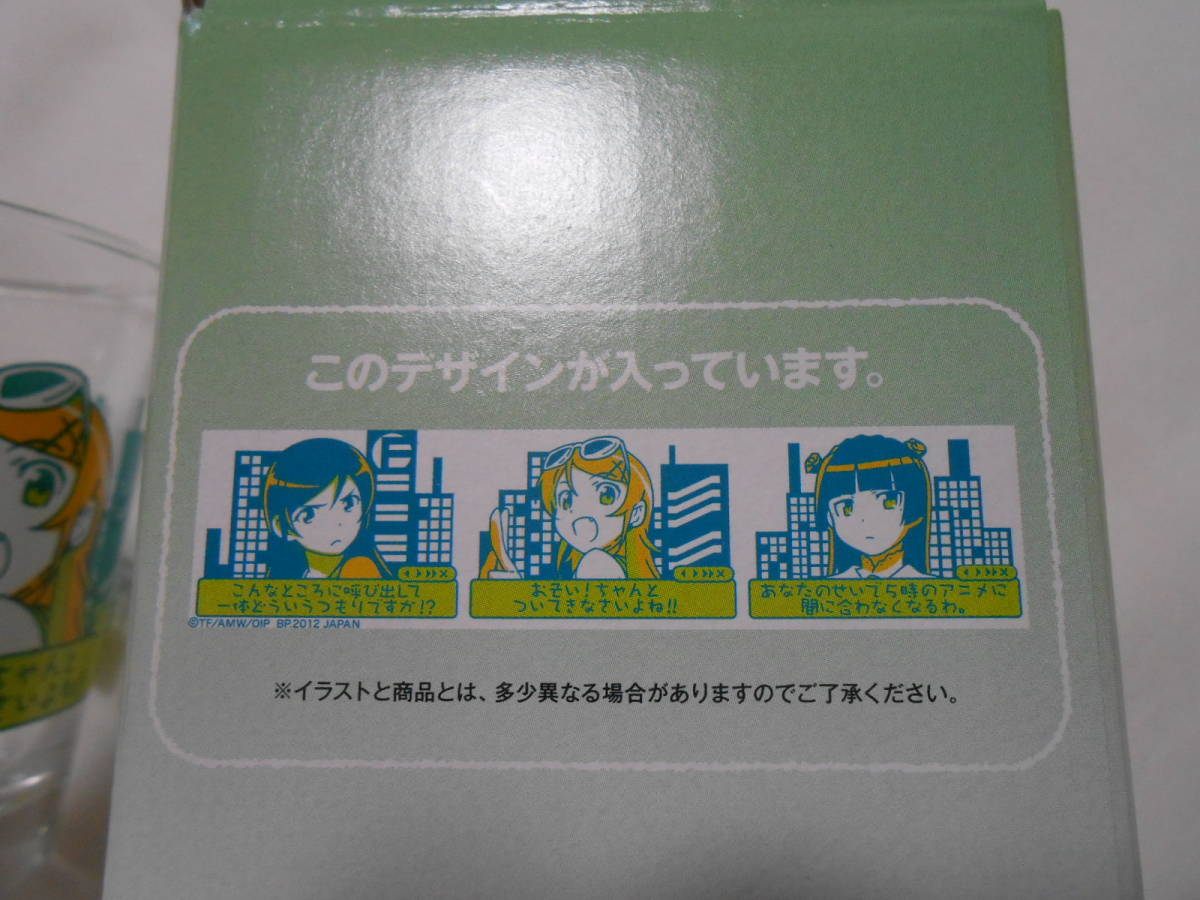 このデザインが入っています。
こんなところに呼び出して
一体どういうつもりですか!?
おそい!ちゃんと
ついてきなさいよね!!
あなたのせいで5時のアニメに
間に合わなくなるわ。
©TF/AMW/OIP BP.2012 JAPAN
※イラストと商品とは、多少異なる場合がありますのでご了承ください。